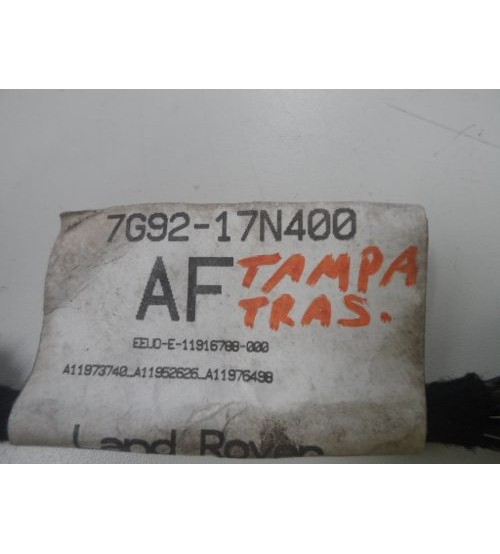 7G92-17N400
AF TAMPA
TRAS.
EEUD-E-11916788-000
A11973740_A11952626_A11976498
Land Rover